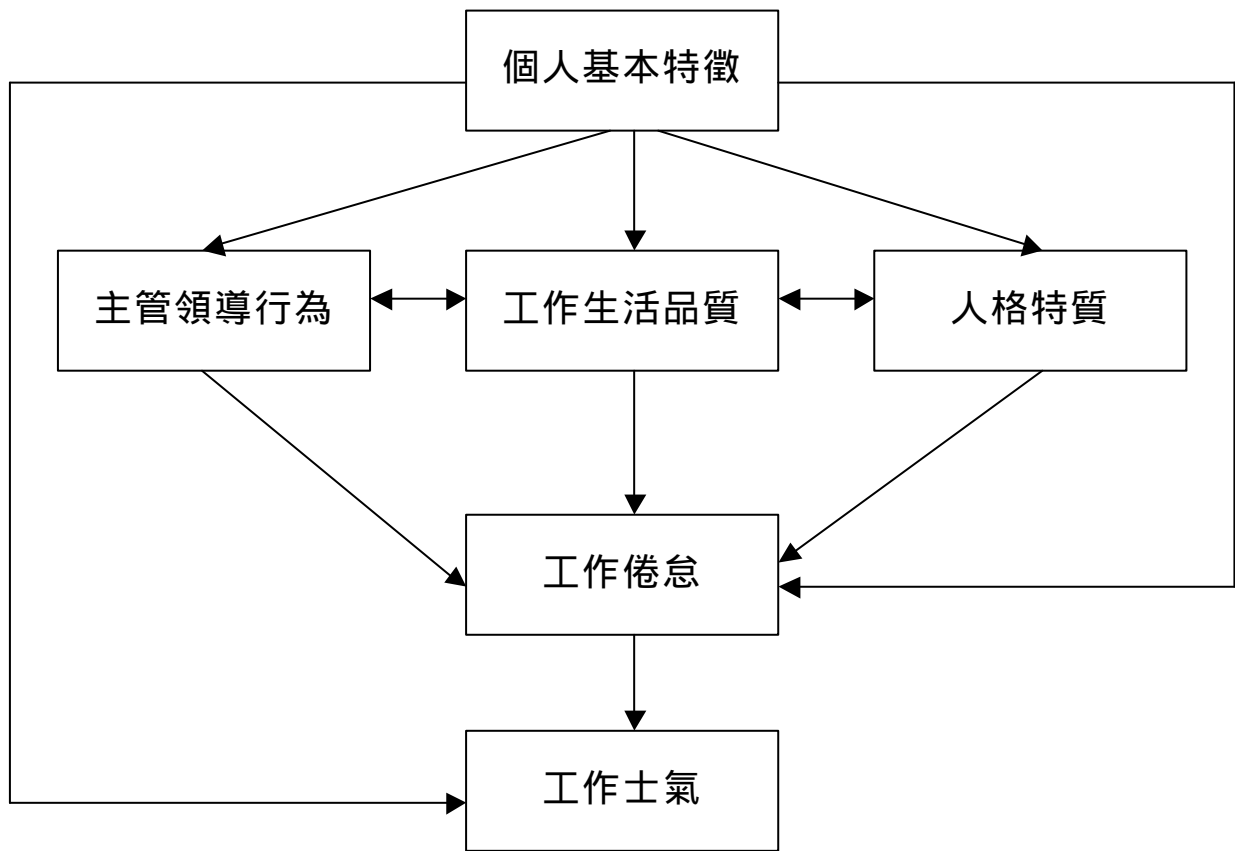 個人基本特徵
主管領導行為
工作生活品質
人格特質
工作倦怠
工作士氣